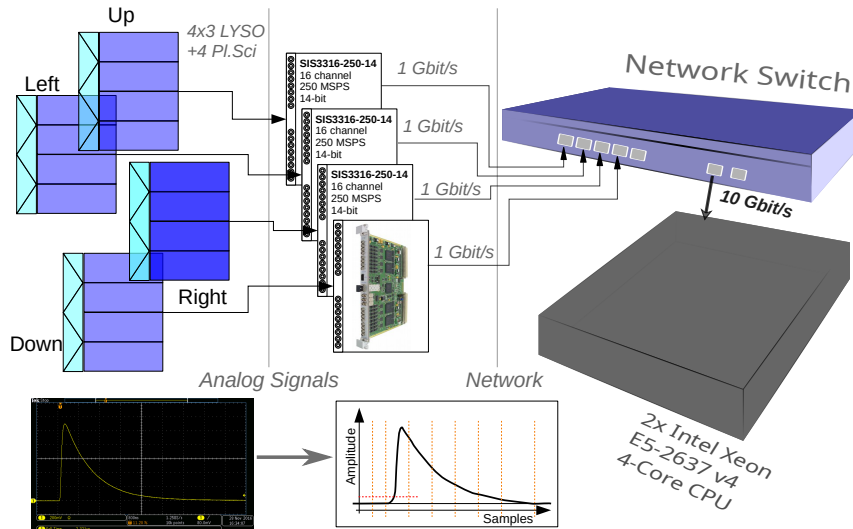 Up
4x3 LYSO
+4 Pl.Sci
Left
SIS3316-250-14
16 channel
250 MSPS
14-bit
1 Gbit/s
Network Switch
SIS3316-250-14
16 channel
250 MSPS
14-bit
1 Gbit/s
SIS3316-250-14
16 channel
250 MSPS
14-bit
1 Gbit/s
10 Gbit/s
1 Gbit/s
Right
Down
Analog Signals
Network
2x Intel Xeon
E5-2637 v4
4-Core CPU
Amplitude
Samples